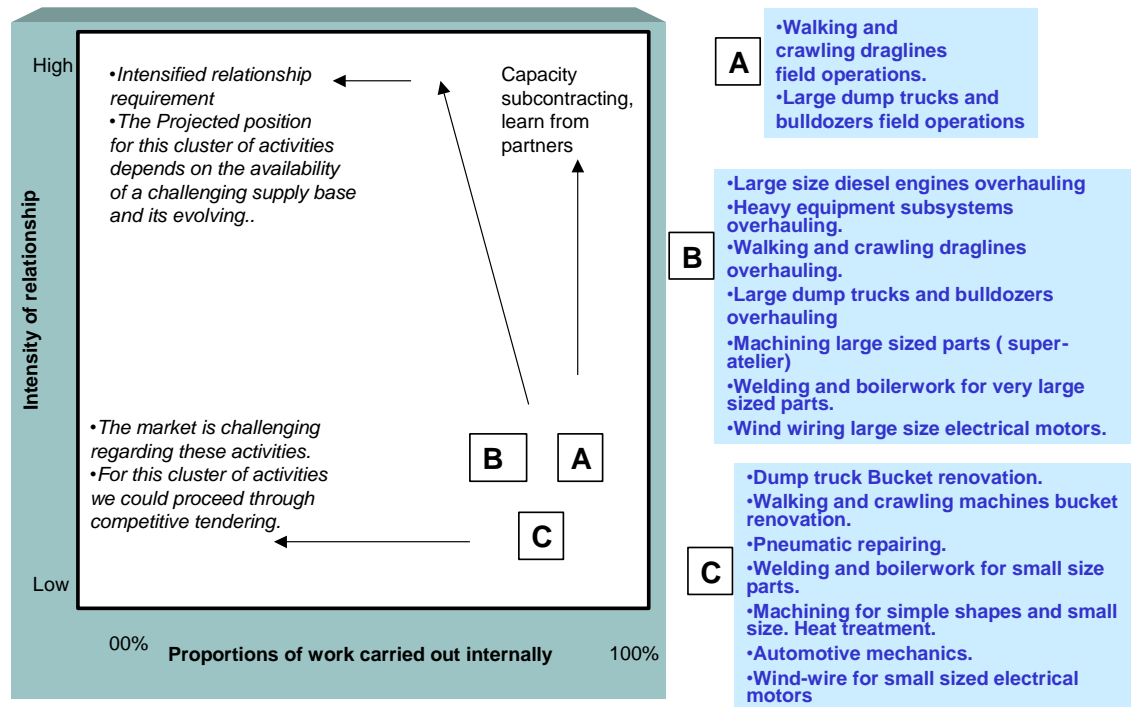 High
•Intensified relationship
requirement
•The Projected position
for this cluster of activities
depends on the availability
of a challenging supply base
and its evolving..
Capacity
subcontracting,
learn from
partners
Intensity of relationship
•The market is challenging
regarding these activities.
•For this cluster of activities
we could proceed through
competitive tendering.
B
A
C
Low
00%
Proportions of work carried out internally
100%
A
•Walking and
crawling draglines
field operations.
•Large dump trucks and
bulldozers field operations
B
•Large size diesel engines overhauling
•Heavy equipment subsystems
overhauling.
•Walking and crawling draglines
overhauling.
•Large dump trucks and bulldozers
overhauling
•Machining large sized parts ( super-
atelier)
•Welding and boilerwork for very large
sized parts.
•Wind wiring large size electrical motors.
C
•Dump truck Bucket renovation.
•Walking and crawling machines bucket
renovation.
•Pneumatic repairing.
•Welding and boilerwork for small size
parts.
•Machining for simple shapes and small
size. Heat treatment.
•Automotive mechanics.
•Wind-wire for small sized electrical
motors